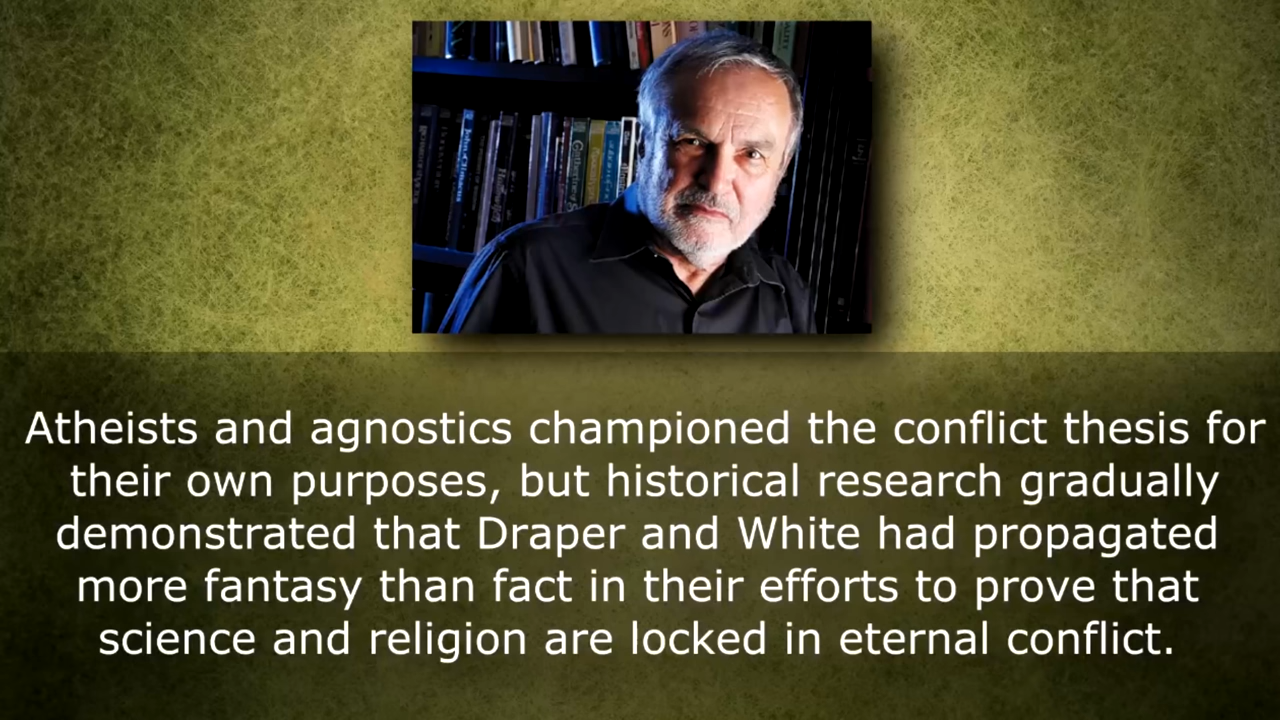 Atheists and agnostics championed the conflict thesis for
their own purposes, but historical research gradually
demonstrated that Draper and White had propagated
more fantasy than fact in their efforts to prove that
science and religion are locked in eternal conflict.